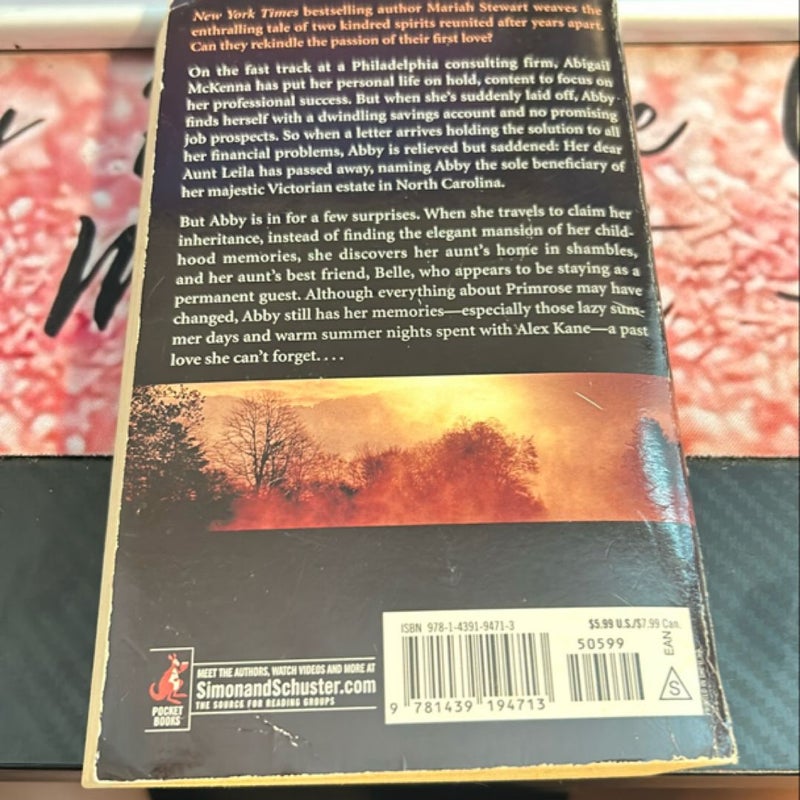 New York Times bestselling author Mariah Stewart weaves the
enthralling tale of two kindred spirits reunited after years apart.
Can they rekindle the passion of their first love?
On the fast track at a Philadelphia consulting firm, Abigail
McKenna has put her personal life on hold, content to focus on
her professional success. But when she's suddenly laid off, Abby
finds herself with a dwindling savings account and no promising
job prospects. So when a letter arrives holding the solution to all
her financial problems, Abby is relieved but saddened: Her dear
Aunt Leila has passed away, naming Abby the sole beneficiary of
her majestic Victorian estate in North Carolina.
But Abby is in for a few surprises. When she travels to claim her
inheritance, instead of finding the elegant mansion of her child-
hood memories, she discovers her aunt's home in shambles,
and her aunt's best friend, Belle, who appears to be staying as a
permanent guest. Although everything about Primrose may have
changed, Abby still has her memories—especially those lazy sum-
mer days and warm summer nights spent with Alex Kane—a past
love she can't forget....
ISBN 978-1-4391-9471-3
$5.99 U.S./$7.99 Can.
50599
EAN
S
9 781439 194713
MEET THE AUTHORS, WATCH VIDEOS AND MORE AT
SimonandSchuster.com
THE SOURCE FOR READING GROUPS
POCKET
BOOKS